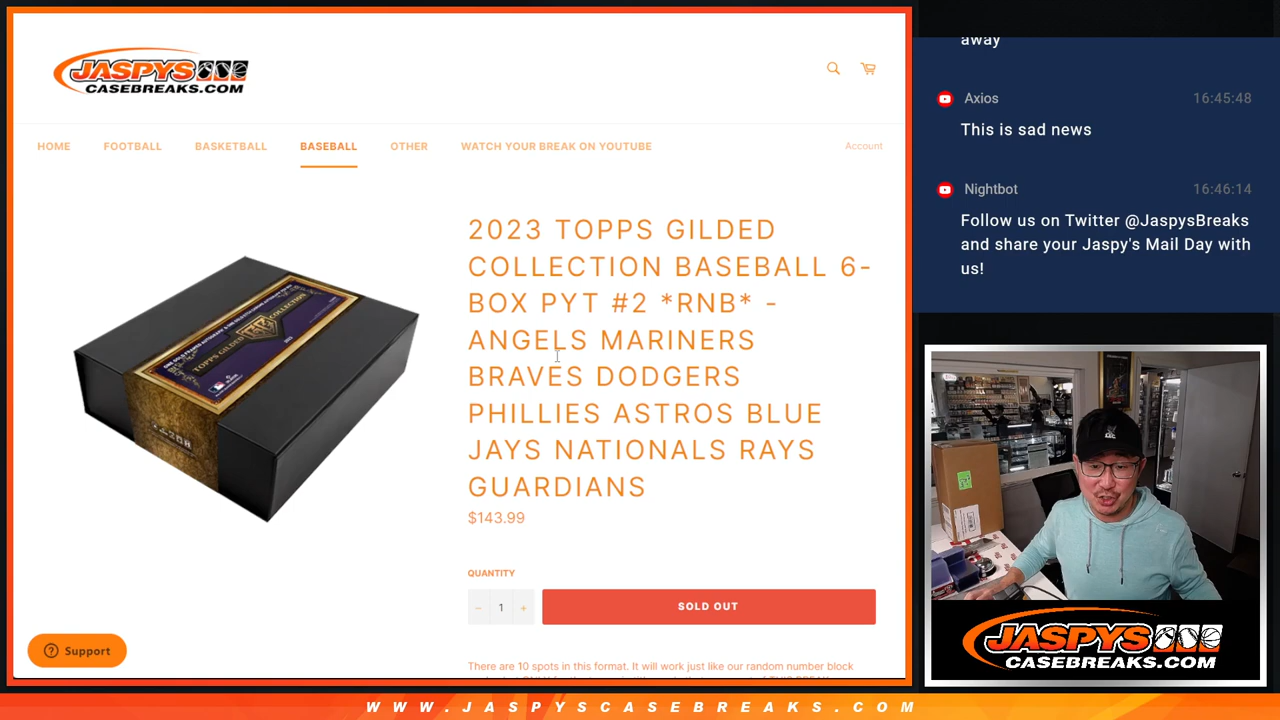 JASPYS
CASEBREAKS.COM
HOME FOOTBALL BASKETBALL BASEBALL OTHER WATCH YOUR BREAK ON YOUTUBE Account
2023 TOPPS GILDED
COLLECTION BASEBALL 6-
BOX PYT #2 *RNB* -
ANGELS MARINERS
BRAVES DODGERS
PHILLIES ASTROS BLUE
JAYS NATIONALS RAYS
GUARDIANS
$143.99
QUANTITY
− 1 +
SOLD OUT
There are 10 spots in this format. It will work just like our random number block
Support
TOPPS GILDED COLLECTION
away
Axios 16:45:48
This is sad news
Nightbot 16:46:14
Follow us on Twitter @JaspysBreaks
and share your Jaspy's Mail Day with
us!
JASPYS
CASEBREAKS.COM
WWW.JASPYSCASEBREAKS.COM